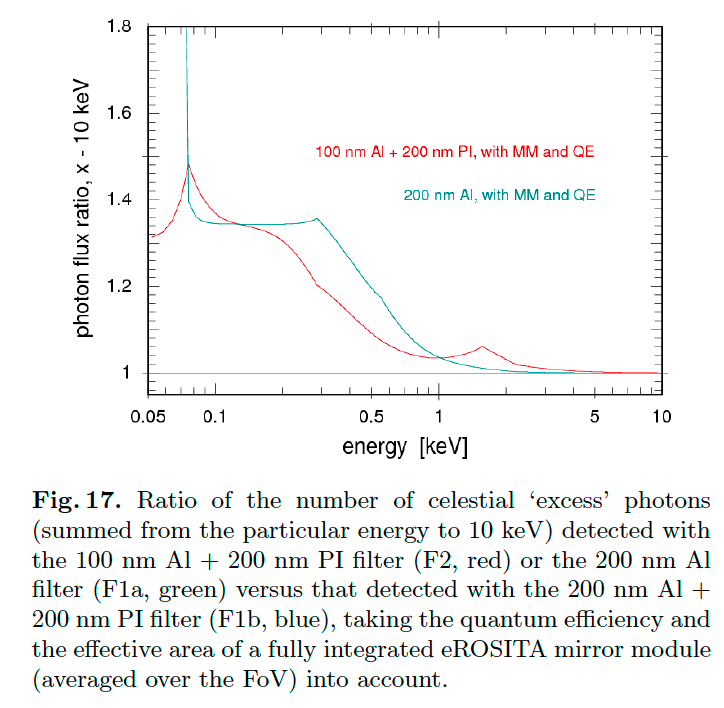 1.8
1.6
1.4
1.2
1
photon flux ratio, x - 10 keV
100 nm Al + 200 nm PI, with MM and QE
200 nm Al, with MM and QE
0.05 0.1 0.5 1 5 10
energy [keV]
Fig. 17. Ratio of the number of celestial ‘excess’ photons
(summed from the particular energy to 10 keV) detected with
the 100 nm Al + 200 nm PI filter (F2, red) or the 200 nm Al
filter (F1a, green) versus that detected with the 200 nm Al +
200 nm PI filter (F1b, blue), taking the quantum efficiency and
the effective area of a fully integrated eROSITA mirror module
(averaged over the FoV) into account.